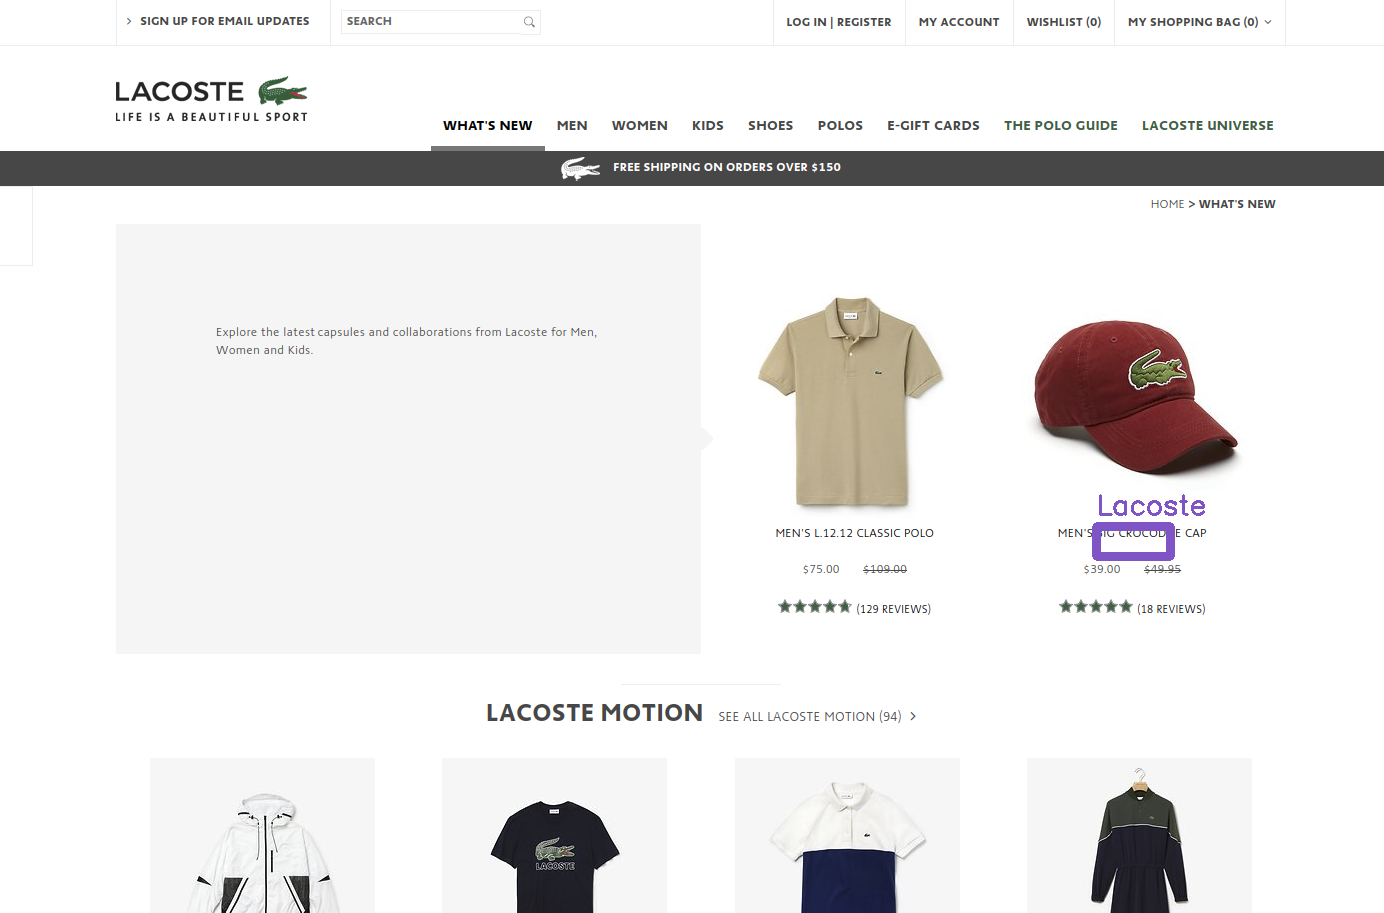 SIGN UP FOR EMAIL UPDATES
SEARCH
LOG IN | REGISTER
MY ACCOUNT
WISHLIST (0)
MY SHOPPING BAG (0)
LACOSTE
LIFE IS A BEAUTIFUL SPORT
WHAT'S NEW
MEN
WOMEN
KIDS
SHOES
POLOS
E-GIFT CARDS
THE POLO GUIDE
LACOSTE UNIVERSE
FREE SHIPPING ON ORDERS OVER $150
HOME > WHAT'S NEW
Explore the latest capsules and collaborations from Lacoste for Men,
Women and Kids.
MEN'S L.12.12 CLASSIC POLO
$75.00 $109.00
(129 REVIEWS)
Lacoste
MEN'S BIG CROCODILE CAP
$39.00 $49.95
(18 REVIEWS)
LACOSTE MOTION
SEE ALL LACOSTE MOTION (94)
LACOSTE